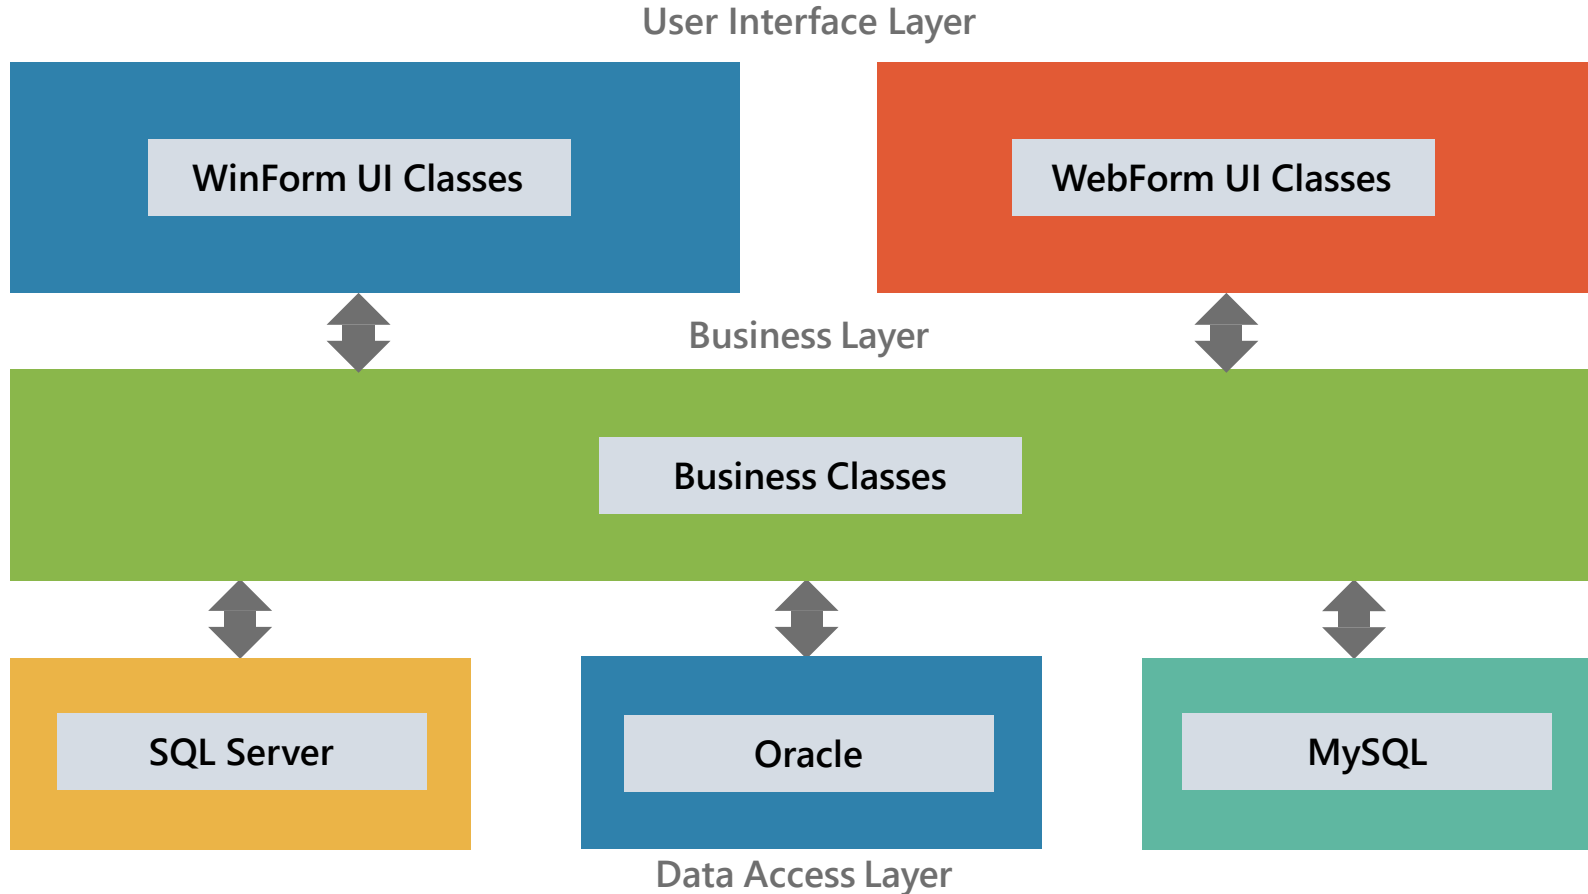 User Interface Layer
WinForm UI Classes
WebForm UI Classes
Business Layer
Business Classes
SQL Server
Oracle
MySQL
Data Access Layer